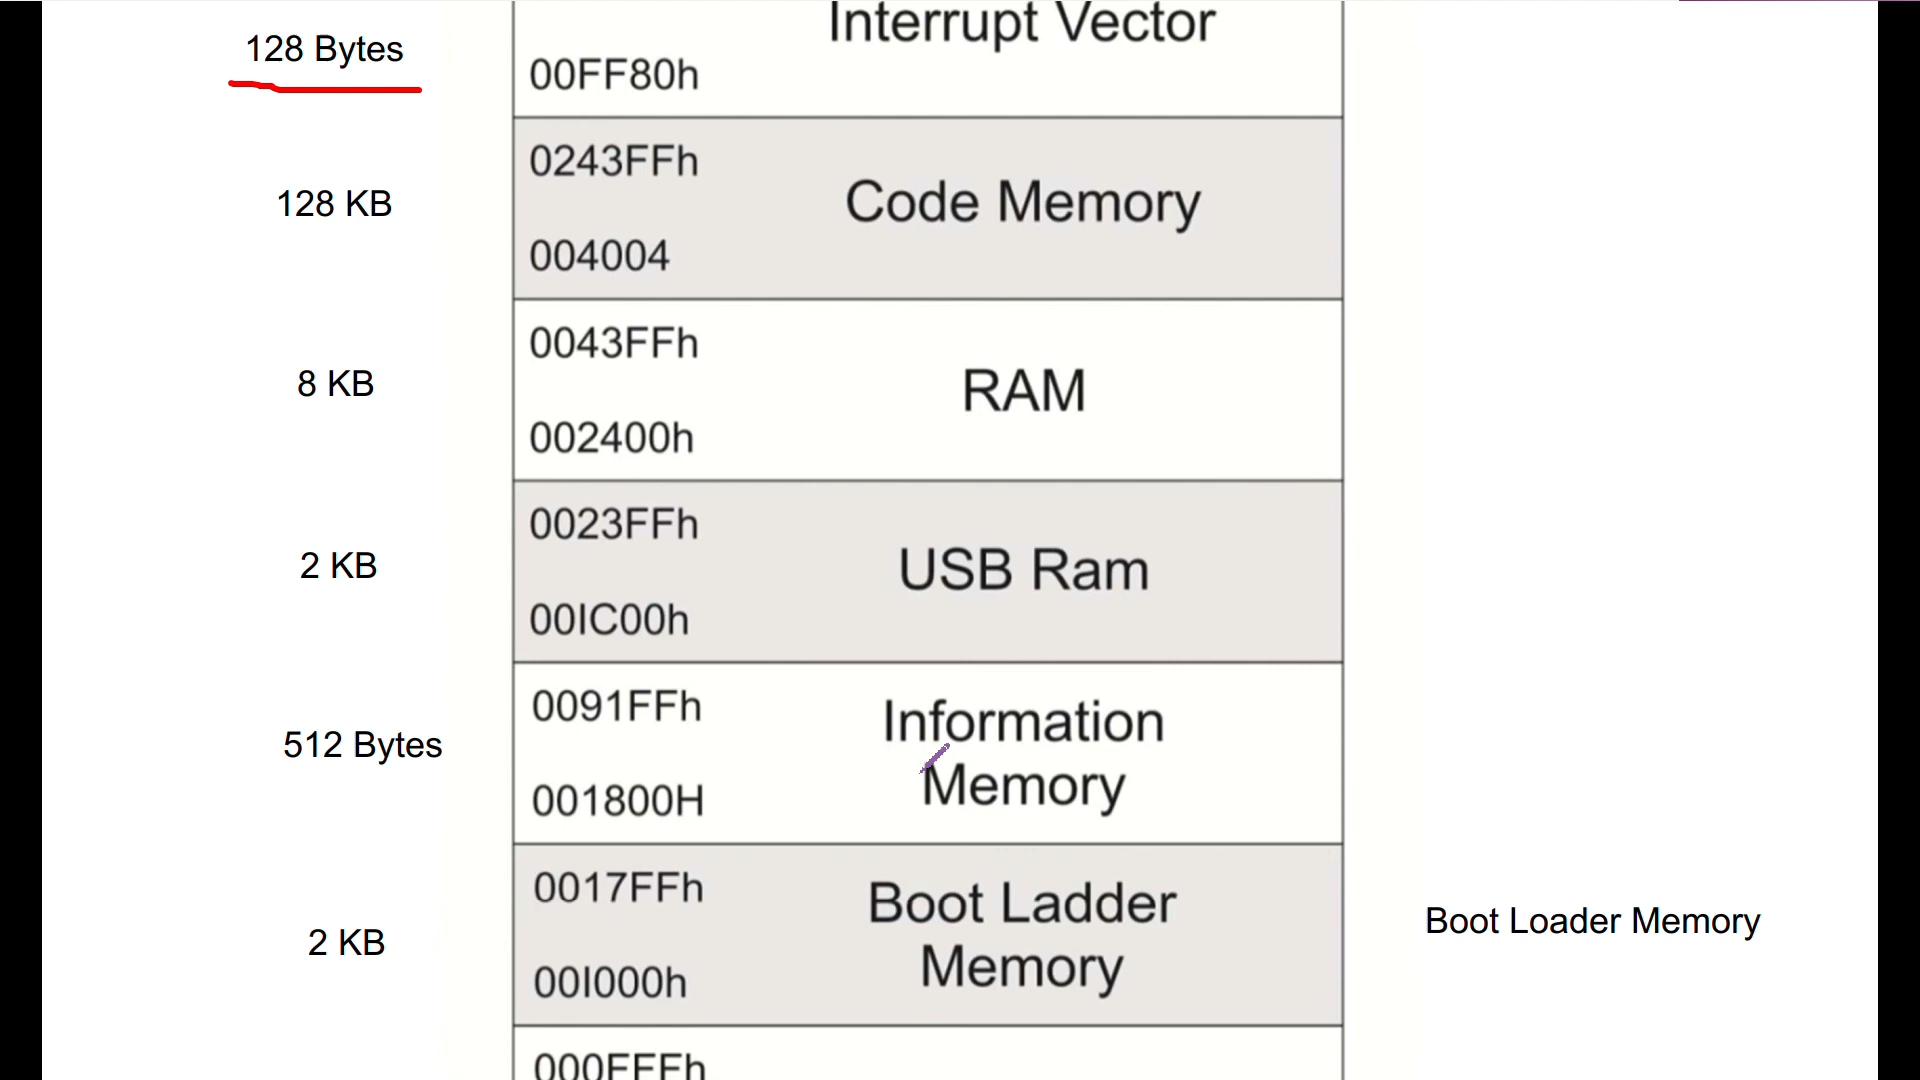 Interrupt Vector
128 Bytes
00FF80h
0243FFh
128 KB
Code Memory
004004
0043FFh
8 KB
RAM
002400h
0023FFh
2 KB
USB Ram
00IC00h
0091FFh
Information
512 Bytes
Memory
001800H
0017FFh
Boot Ladder
Boot Loader Memory
2 KB
Memory
00I000h
000FFFh